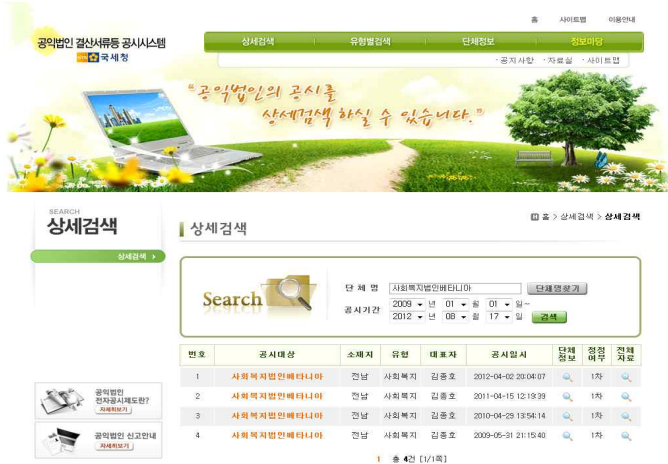 홈 사이트맵 이용안내
공익법인 결산서류등 공시시스템
국세청
상세검색 유형별검색 단체정보 정보마당
· 공지사항 · 자료실 · 사이트맵
"공익법인의 공시를
상세검색 하실 수 있습니다."
SEARCH
상세검색
상세검색
상세검색
홈 > 상세검색 > 상세검색
Search
단 체 명 사회복지법인베타니아 단체명찾기
공시기간 2009 년 01 월 01 일~
2012 년 08 월 17 일 검색
번호 공시대상 소재지 유형 대표자 공시일시 단체정보 정정여부 전체자료
1 사회복지법인베타니아 전남 사회복지 김종호 2012-04-02 20:04:07 1차
2 사회복지법인베타니아 전남 사회복지 김종호 2011-04-15 12:19:39 1차
3 사회복지법인베타니아 전남 사회복지 김종호 2010-04-29 13:54:14 1차
4 사회복지법인베타니아 전남 사회복지 김종호 2009-05-31 21:15:40 1차
1 총 4건 [1/1쪽]
공익법인
전자공시제도란?
자세히보기
공익법인 신고안내
자세히보기